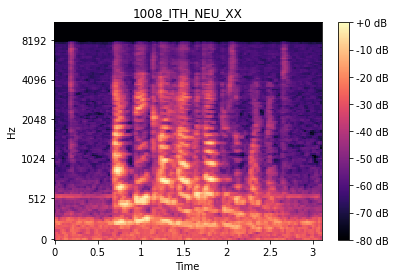 1008_ITH_NEU_XX
8192
4096
2048
1024
512
0
Hz
0
0.5
1
1.5
2
2.5
3
Time
+0 dB
-10 dB
-20 dB
-30 dB
-40 dB
-50 dB
-60 dB
-70 dB
-80 dB